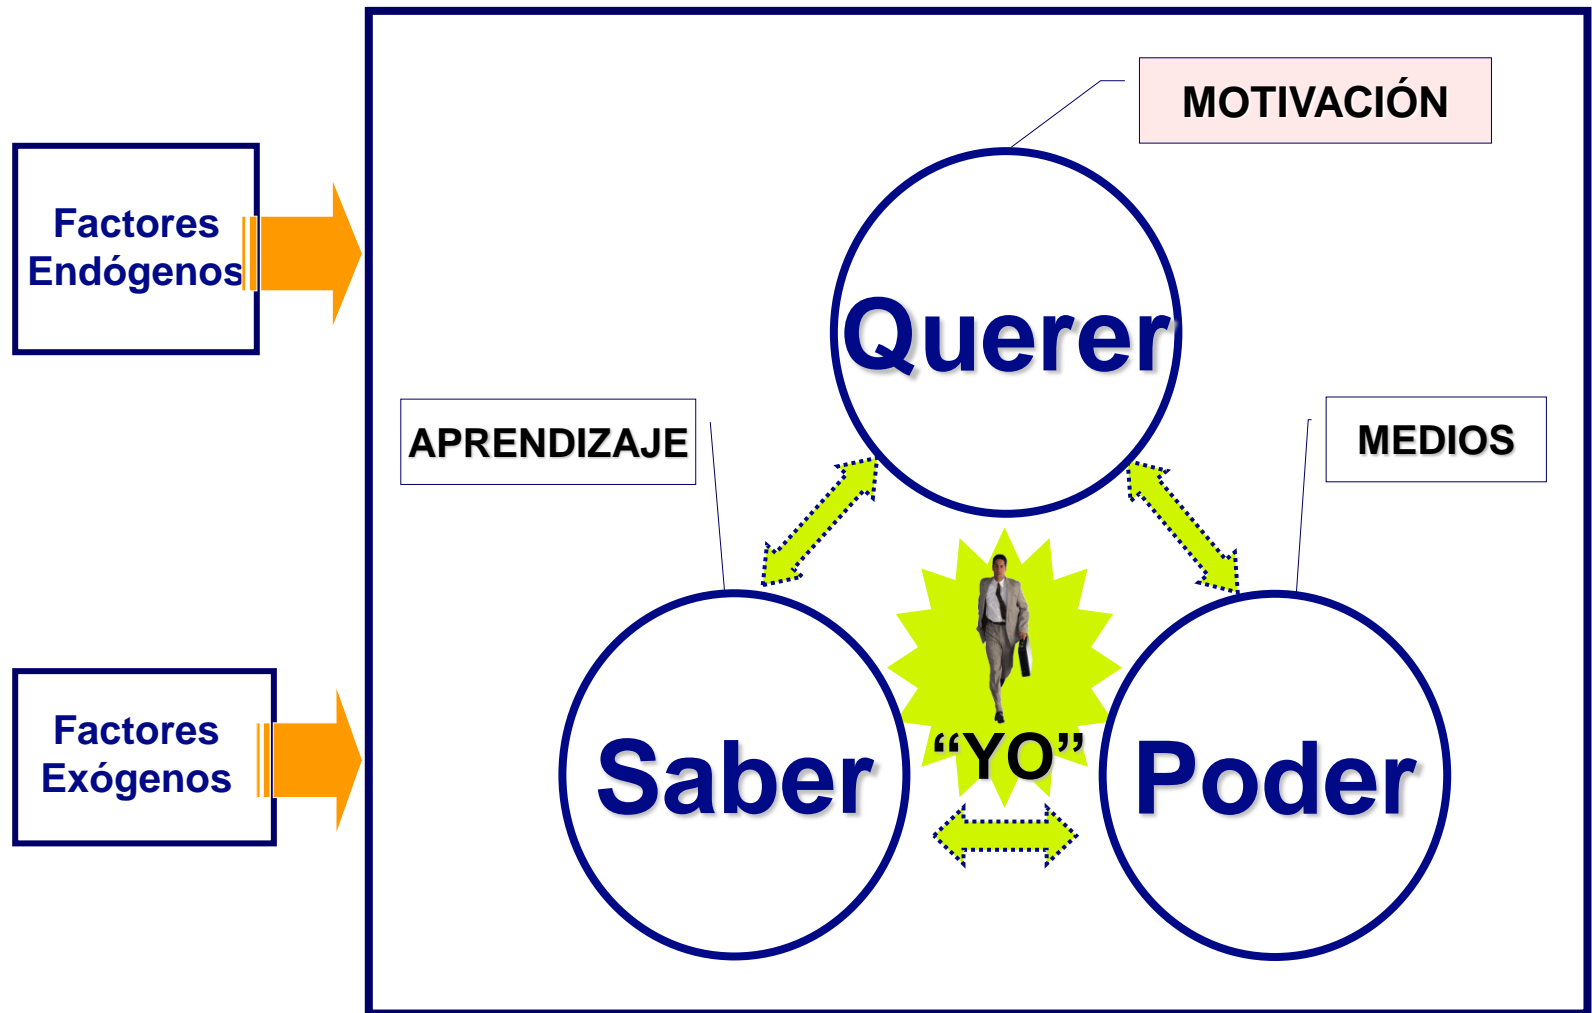 MOTIVACIÓN
Factores
Endógenos
Querer
APRENDIZAJE
MEDIOS
Factores
Exógenos
Saber
“YO”
Poder